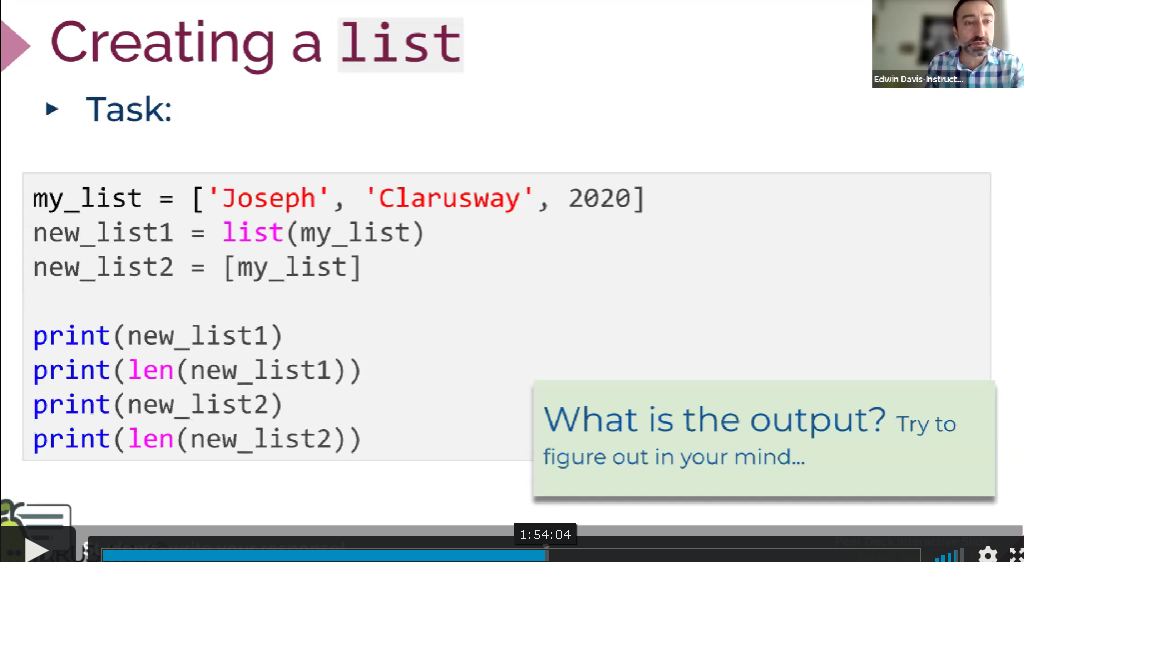 Creating a list
Edwin Davis-Instruct...
▸ Task:
my_list = ['Joseph', 'Clarusway', 2020]
new_list1 = list(my_list)
new_list2 = [my_list]
print(new_list1)
print(len(new_list1))
print(new_list2)
print(len(new_list2))
What is the output? Try to
figure out in your mind...
1:54:04